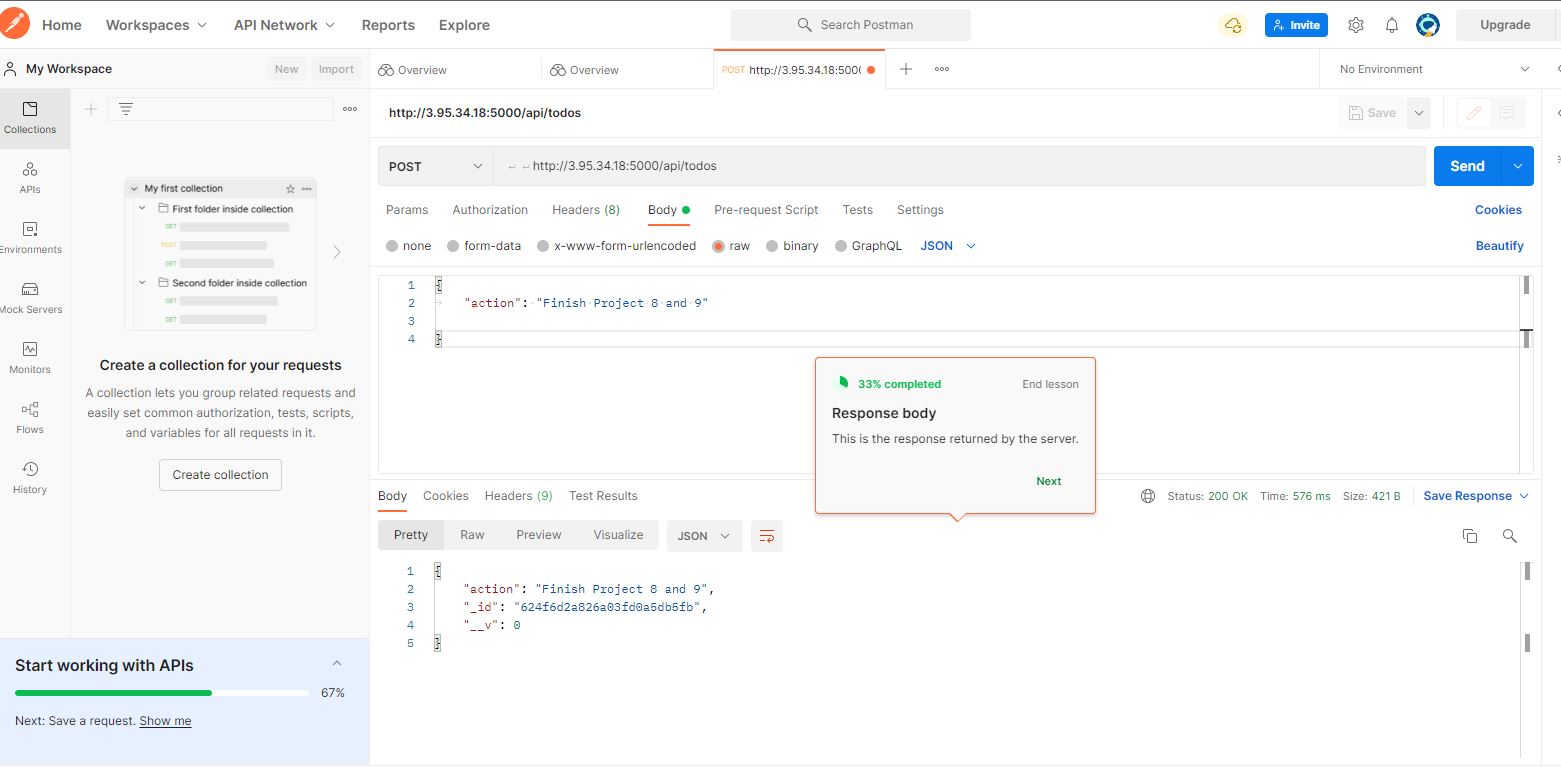 Home Workspaces API Network Reports Explore Search Postman Invite Upgrade
My Workspace New Import
Overview Overview POST http://3.95.34.18:5000 No Environment
Collections
APIs
Environments
Mock Servers
Monitors
Flows
History
My first collection
First folder inside collection
GET
POST
GET
Second folder inside collection
GET
GET
GET
Create a collection for your requests
A collection lets you group related requests and
easily set common authorization, tests, scripts,
and variables for all requests in it.
Create collection
Start working with APIs
67%
Next: Save a request. Show me
http://3.95.34.18:5000/api/todos Save
POST http://3.95.34.18:5000/api/todos Send
Params Authorization Headers (8) Body Pre-request Script Tests Settings Cookies
none form-data x-www-form-urlencoded raw binary GraphQL JSON Beautify
1 {
2 "action": "Finish Project 8 and 9"
3
4 }
33% completed End lesson
Response body
This is the response returned by the server.
Next
Body Cookies Headers (9) Test Results Status: 200 OK Time: 576 ms Size: 421 B Save Response
Pretty Raw Preview Visualize JSON
1 {
2 "action": "Finish Project 8 and 9",
3 "_id": "624f6d2a826a03fd0a5db5fb",
4 "__v": 0
5 }